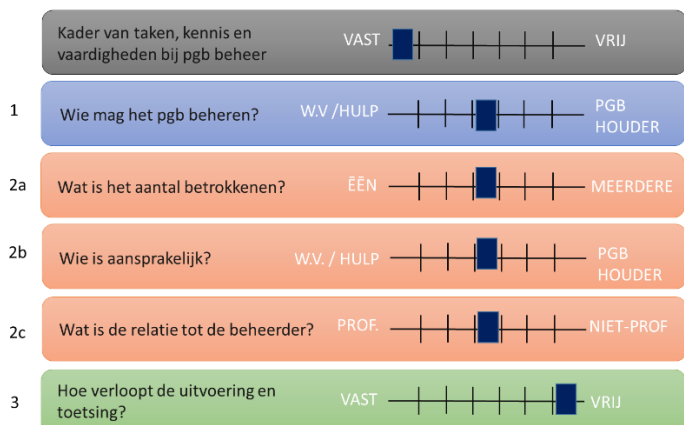 Kader van taken, kennis en
vaardigheden bij pgb beheer
VAST
VRIJ
1
Wie mag het pgb beheren?
W.V /HULP
PGB
HOUDER
2a
Wat is het aantal betrokkenen?
ĒĒN
MEERDERE
2b
Wie is aansprakelijk?
W.V. / HULP
PGB
HOUDER
2c
Wat is de relatie tot de beheerder?
PROF.
NIET-PROF
3
Hoe verloopt de uitvoering en
toetsing?
VAST
VRIJ